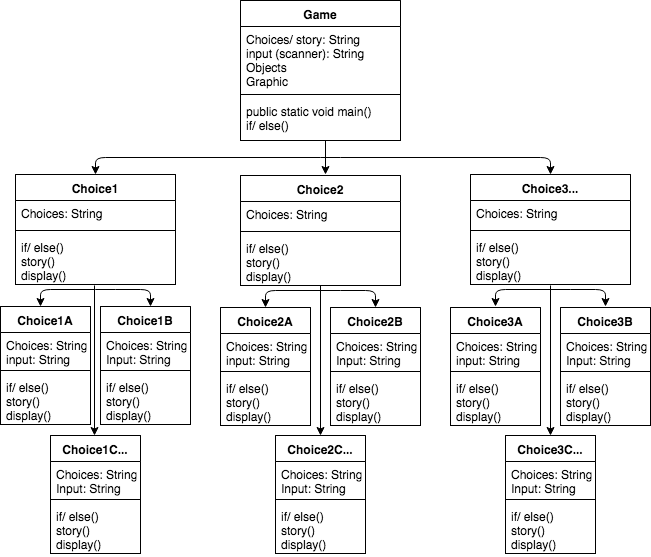 Game
Choices/ story: String
input (scanner): String
Objects
Graphic
public static void main()
if/ else()
Choice1
Choices: String
if/ else()
story()
display()
Choice2
Choices: String
if/ else()
story()
display()
Choice3...
Choices: String
if/ else()
story()
display()
Choice1A
Choices: String
input: String
if/ else()
story()
display()
Choice1B
Choices: String
Input: String
if/ else()
story()
display()
Choice2A
Choices: String
input: String
if/ else()
story()
display()
Choice2B
Choices: String
Input: String
if/ else()
story()
display()
Choice3A
Choices: String
input: String
if/ else()
story()
display()
Choice3B
Choices: String
Input: String
if/ else()
story()
display()
Choice1C...
Choices: String
Input: String
if/ else()
story()
display()
Choice2C...
Choices: String
Input: String
if/ else()
story()
display()
Choice3C...
Choices: String
Input: String
if/ else()
story()
display()